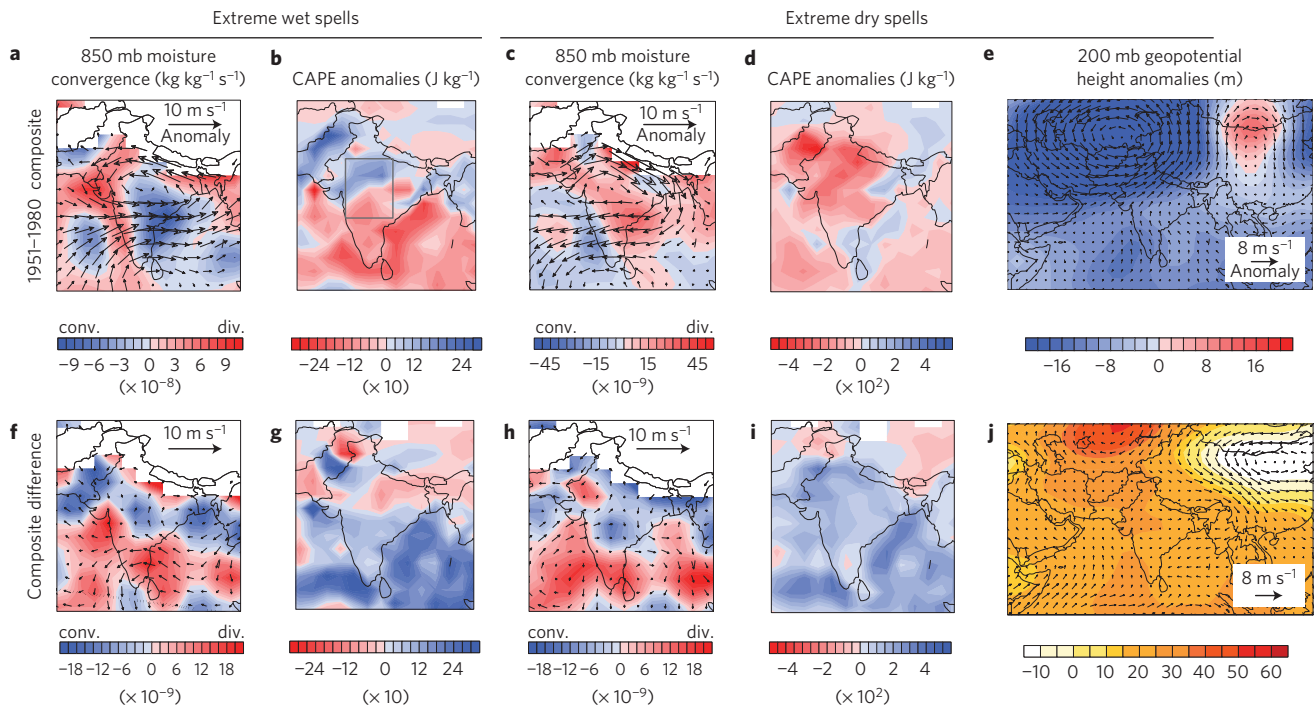 Extreme wet spells
Extreme dry spells
a
850 mb moisture
convergence (kg kg⁻¹ s⁻¹)
b
CAPE anomalies (J kg⁻¹)
c
850 mb moisture
convergence (kg kg⁻¹ s⁻¹)
d
CAPE anomalies (J kg⁻¹)
e
200 mb geopotential
height anomalies (m)
1951–1980 composite
10 m s⁻¹
Anomaly
10 m s⁻¹
Anomaly
8 m s⁻¹
Anomaly
conv. div.
−9 −6 −3 0 3 6 9
(× 10⁻⁸)
−24 −12 0 12 24
(× 10)
conv. div.
−45 −15 15 45
(× 10⁻⁹)
−4 −2 0 2 4
(× 10²)
−16 −8 0 8 16
Composite difference
f
10 m s⁻¹
g
h
10 m s⁻¹
i
j
8 m s⁻¹
conv. div.
−18 −12 −6 0 6 12 18
(× 10⁻⁹)
−24 −12 0 12 24
(× 10)
conv. div.
−18 −12 −6 0 6 12 18
(× 10⁻⁹)
−4 −2 0 2 4
(× 10²)
−10 0 10 20 30 40 50 60